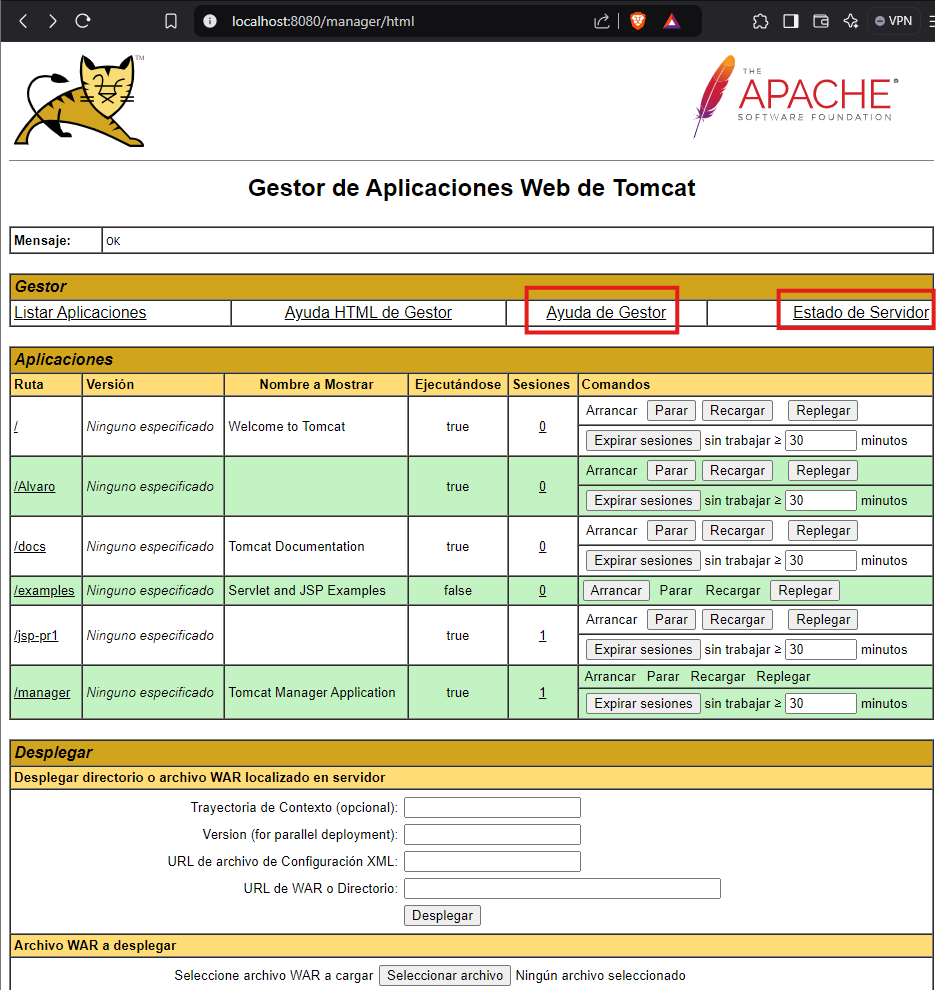 localhost:8080/manager/html
VPN
TM
THE
APACHE®
SOFTWARE FOUNDATION
Gestor de Aplicaciones Web de Tomcat
Mensaje: OK
Gestor
Listar Aplicaciones Ayuda HTML de Gestor Ayuda de Gestor Estado de Servidor
Aplicaciones
Ruta Versión Nombre a Mostrar Ejecutándose Sesiones Comandos
/ Ninguno especificado Welcome to Tomcat true 0 Arrancar Parar Recargar Replegar
Expirar sesiones sin trabajar ≥ 30 minutos
/Alvaro Ninguno especificado true 0 Arrancar Parar Recargar Replegar
Expirar sesiones sin trabajar ≥ 30 minutos
/docs Ninguno especificado Tomcat Documentation true 0 Arrancar Parar Recargar Replegar
Expirar sesiones sin trabajar ≥ 30 minutos
/examples Ninguno especificado Servlet and JSP Examples false 0 Arrancar Parar Recargar Replegar
/jsp-pr1 Ninguno especificado true 1 Arrancar Parar Recargar Replegar
Expirar sesiones sin trabajar ≥ 30 minutos
/manager Ninguno especificado Tomcat Manager Application true 1 Arrancar Parar Recargar Replegar
Expirar sesiones sin trabajar ≥ 30 minutos
Desplegar
Desplegar directorio o archivo WAR localizado en servidor
Trayectoria de Contexto (opcional):
Version (for parallel deployment):
URL de archivo de Configuración XML:
URL de WAR o Directorio:
Desplegar
Archivo WAR a desplegar
Seleccione archivo WAR a cargar Seleccionar archivo Ningún archivo seleccionado